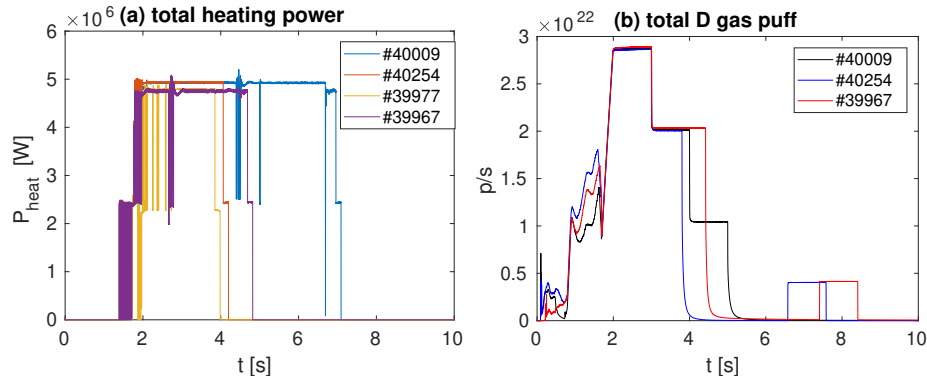 (a) total heating power
×10^6
6
5
4
3
2
1
0
P_heat [W]
0 2 4 6 8 10
t [s]
#40009
#40254
#39977
#39967
(b) total D gas puff
×10^22
3
2.5
2
1.5
1
0.5
0
p/s
0 2 4 6 8 10
t [s]
#40009
#40254
#39967